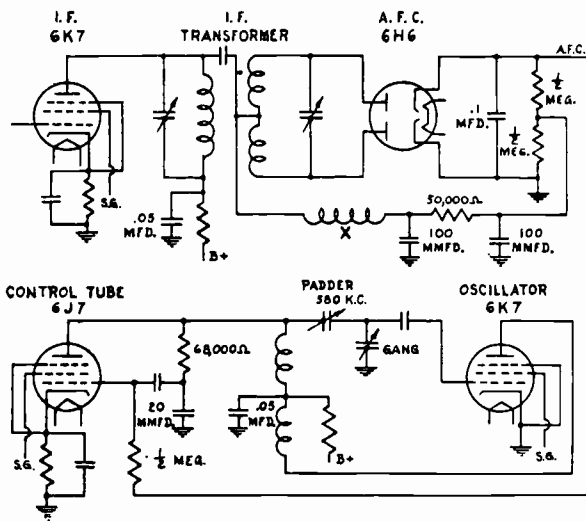 I.F.
6K7
I.F.
TRANSFORMER
A.F.C.
6H6
A.F.C.
½
MEG.
.1
MFD.
½
MEG.
S.G.
.05
MFD.
B+
X
50,000Ω
100
MMFD.
100
MMFD.
CONTROL TUBE
6J7
PADDER
580 K.C.
OSCILLATOR
6K7
68,000Ω
GANG
20
MMFD.
.05
MFD.
B+
S.G.
½ MEG.
S.G.